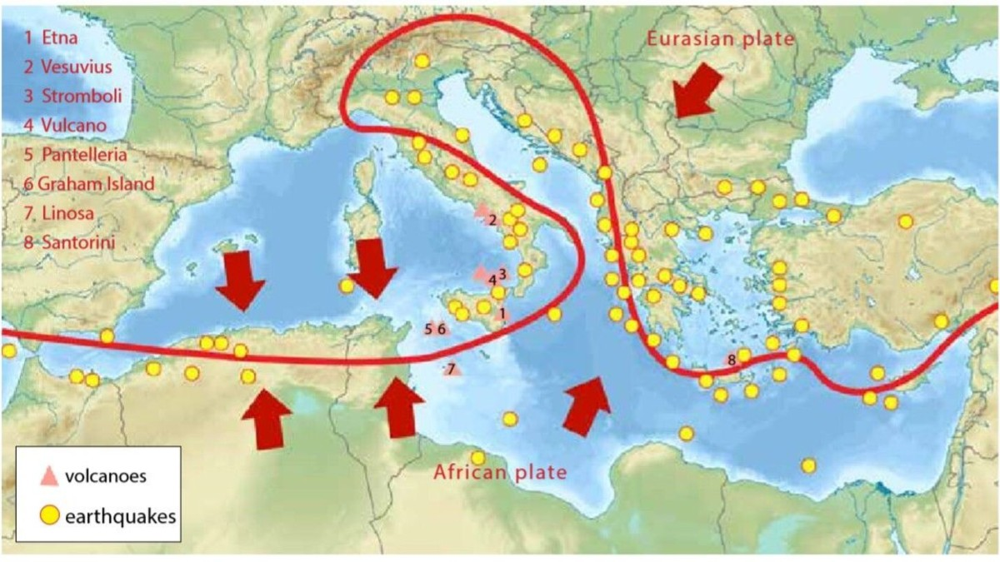 1 Etna
2 Vesuvius
3 Stromboli
4 Vulcano
5 Pantelleria
6 Graham Island
7 Linosa
8 Santorini
Eurasian plate
2
3
4
1
5 6
7
8
African plate
volcanoes
earthquakes